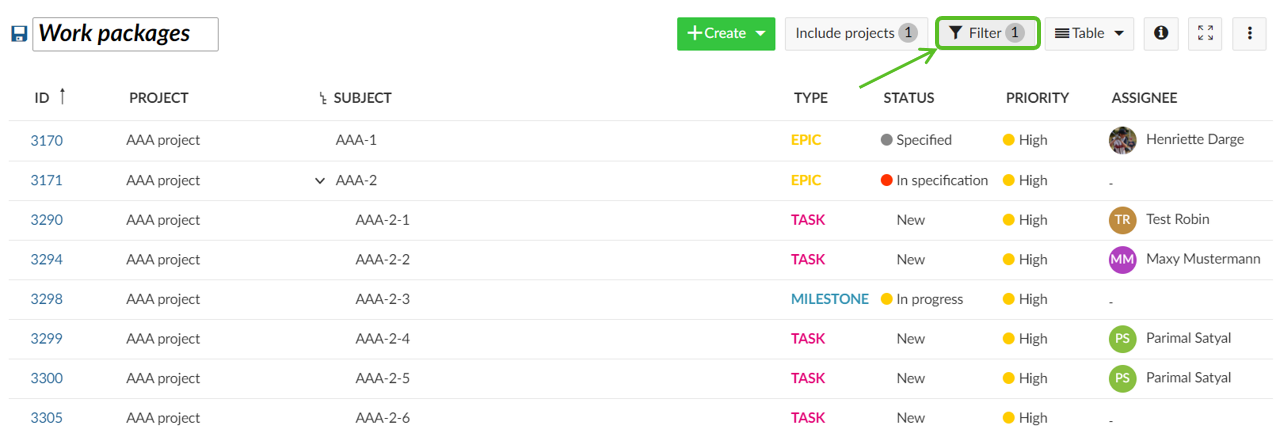 Work packages
Create Include projects 1 Filter 1 Table
ID PROJECT SUBJECT TYPE STATUS PRIORITY ASSIGNEE
3170 AAA project AAA-1 EPIC Specified High Henriette Darge
3171 AAA project AAA-2 EPIC In specification High -
3290 AAA project AAA-2-1 TASK New High TR Test Robin
3294 AAA project AAA-2-2 TASK New High MM Maxy Mustermann
3298 AAA project AAA-2-3 MILESTONE In progress High -
3299 AAA project AAA-2-4 TASK New High PS Parimal Satyal
3300 AAA project AAA-2-5 TASK New High PS Parimal Satyal
3305 AAA project AAA-2-6 TASK New High -